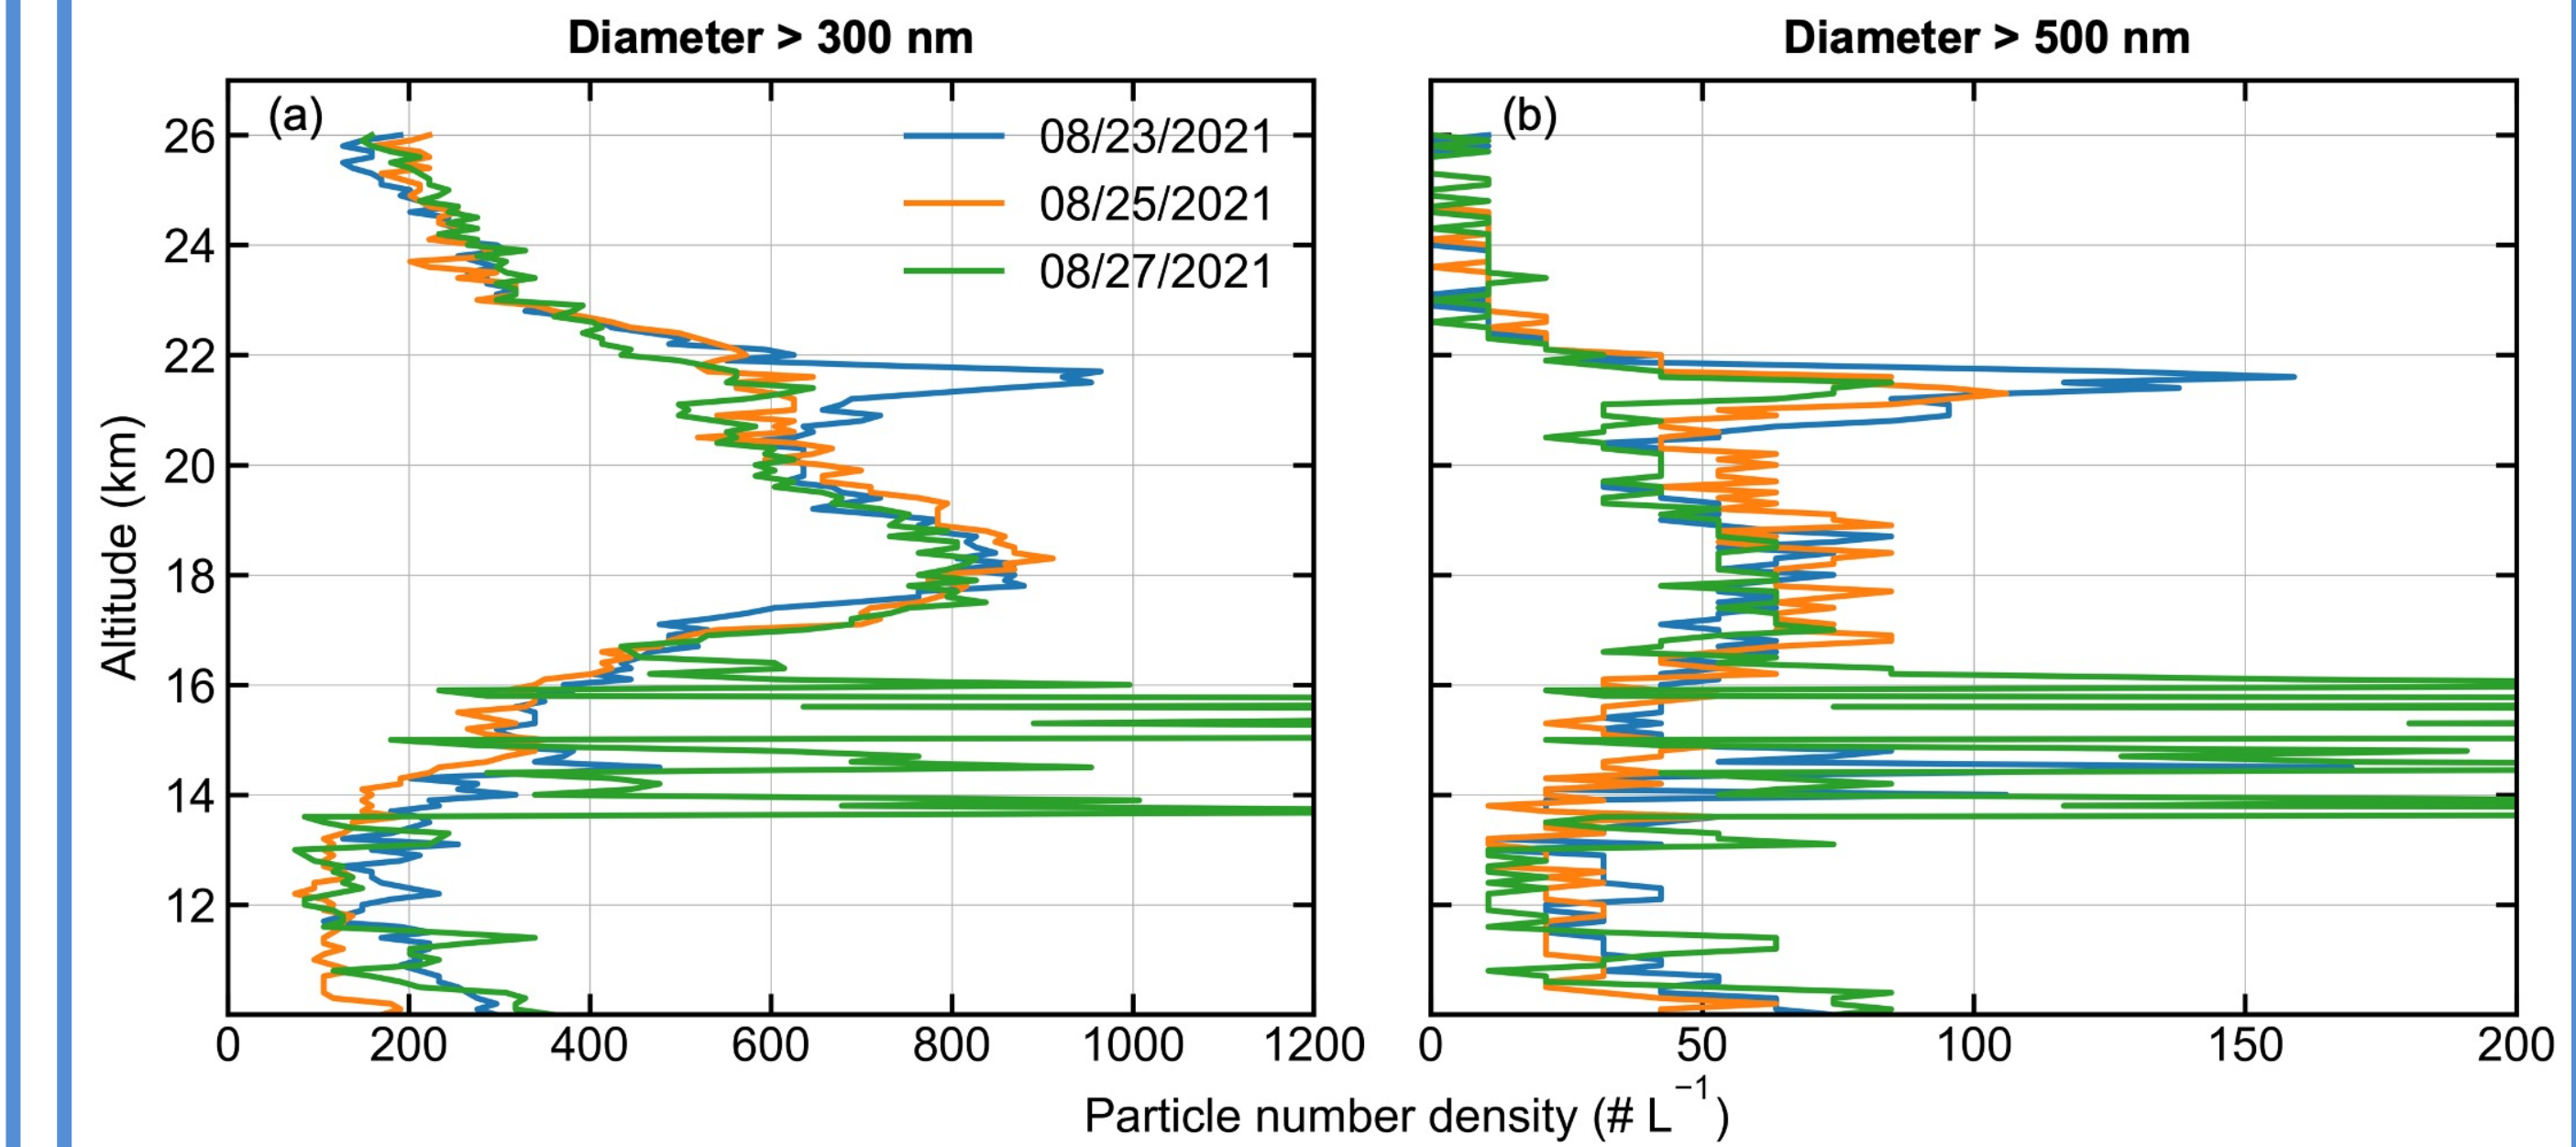 Diameter > 300 nm
Diameter > 500 nm
(a)
(b)
08/23/2021
08/25/2021
08/27/2021
Altitude (km)
26
24
22
20
18
16
14
12
0 200 400 600 800 1000 1200
0 50 100 150 200
Particle number density (# L⁻¹)